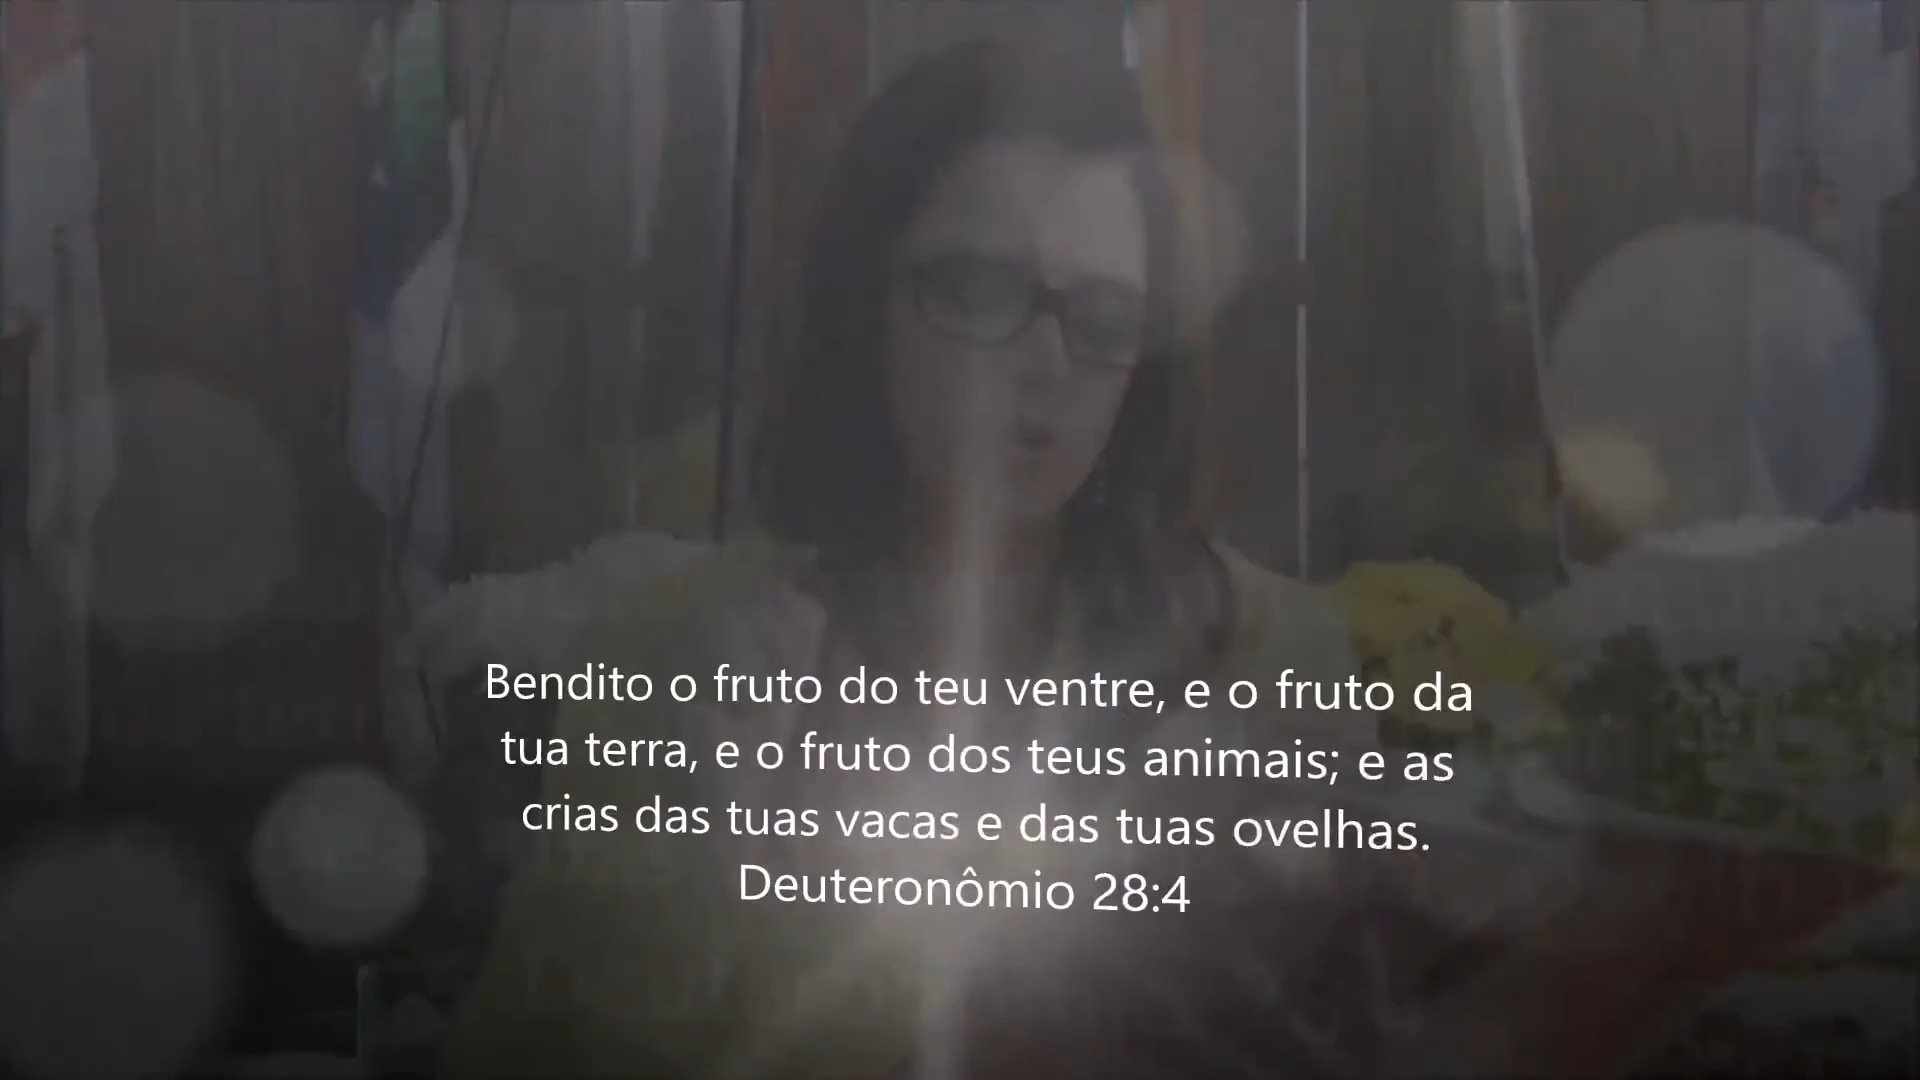 Bendito o fruto do teu ventre, e o fruto da
tua terra, e o fruto dos teus animais; e as
crias das tuas vacas e das tuas ovelhas.
Deuteronômio 28:4